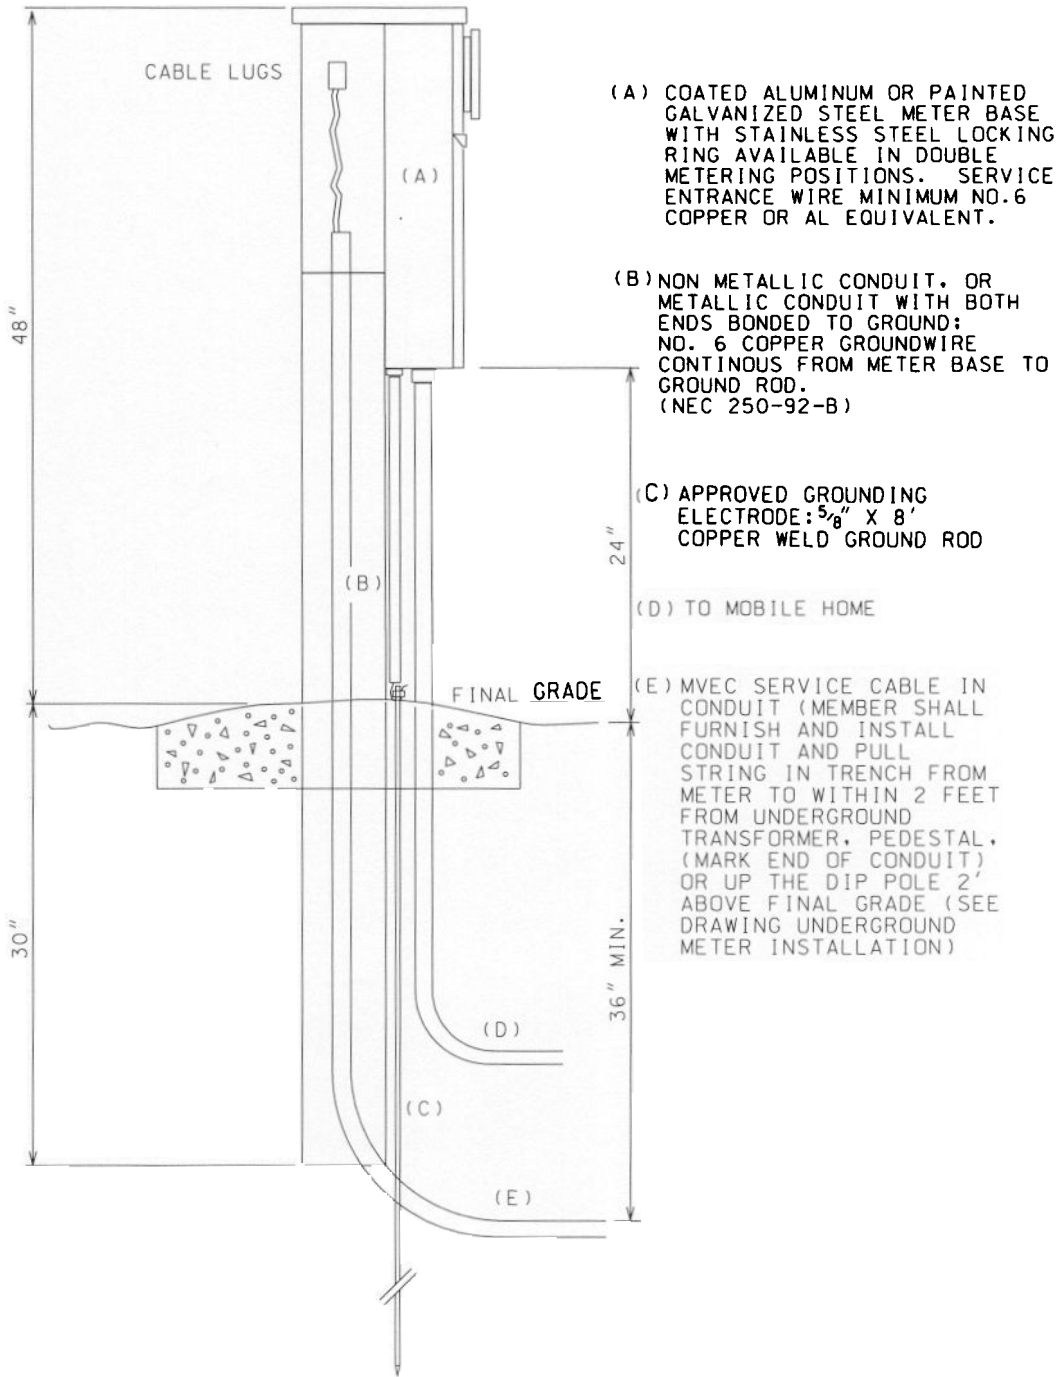 CABLE LUGS
(A)
48"
(B)
24"
FINAL GRADE
30"
36" MIN.
(D)
(C)
(E)
(A) COATED ALUMINUM OR PAINTED
GALVANIZED STEEL METER BASE
WITH STAINLESS STEEL LOCKING
RING AVAILABLE IN DOUBLE
METERING POSITIONS. SERVICE
ENTRANCE WIRE MINIMUM NO.6
COPPER OR AL EQUIVALENT.
(B) NON METALLIC CONDUIT. OR
METALLIC CONDUIT WITH BOTH
ENDS BONDED TO GROUND:
NO. 6 COPPER GROUNDWIRE
CONTINOUS FROM METER BASE TO
GROUND ROD.
(NEC 250-92-B)
(C) APPROVED GROUNDING
ELECTRODE: 5/8" X 8'
COPPER WELD GROUND ROD
(D) TO MOBILE HOME
(E) MVEC SERVICE CABLE IN
CONDUIT (MEMBER SHALL
FURNISH AND INSTALL
CONDUIT AND PULL
STRING IN TRENCH FROM
METER TO WITHIN 2 FEET
FROM UNDERGROUND
TRANSFORMER. PEDESTAL.
(MARK END OF CONDUIT)
OR UP THE DIP POLE 2'
ABOVE FINAL GRADE (SEE
DRAWING UNDERGROUND
METER INSTALLATION)